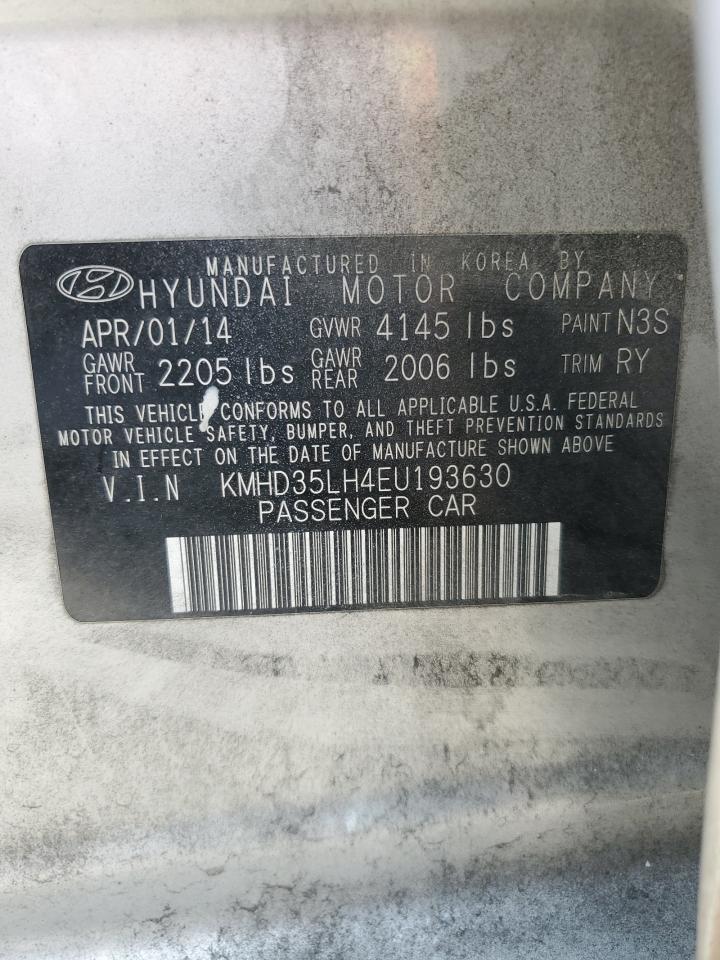 MANUFACTURED IN KOREA BY
HYUNDAI MOTOR COMPANY
APR/01/14 GVWR 4145 lbs PAINT N3S
GAWR FRONT 2205 lbs GAWR REAR 2006 lbs TRIM RY
THIS VEHICLE CONFORMS TO ALL APPLICABLE U.S.A. FEDERAL
MOTOR VEHICLE SAFETY, BUMPER, AND THEFT PREVENTION STANDARDS
IN EFFECT ON THE DATE OF MANUFACTURE SHOWN ABOVE
V.I.N KMHD35LH4EU193630
PASSENGER CAR